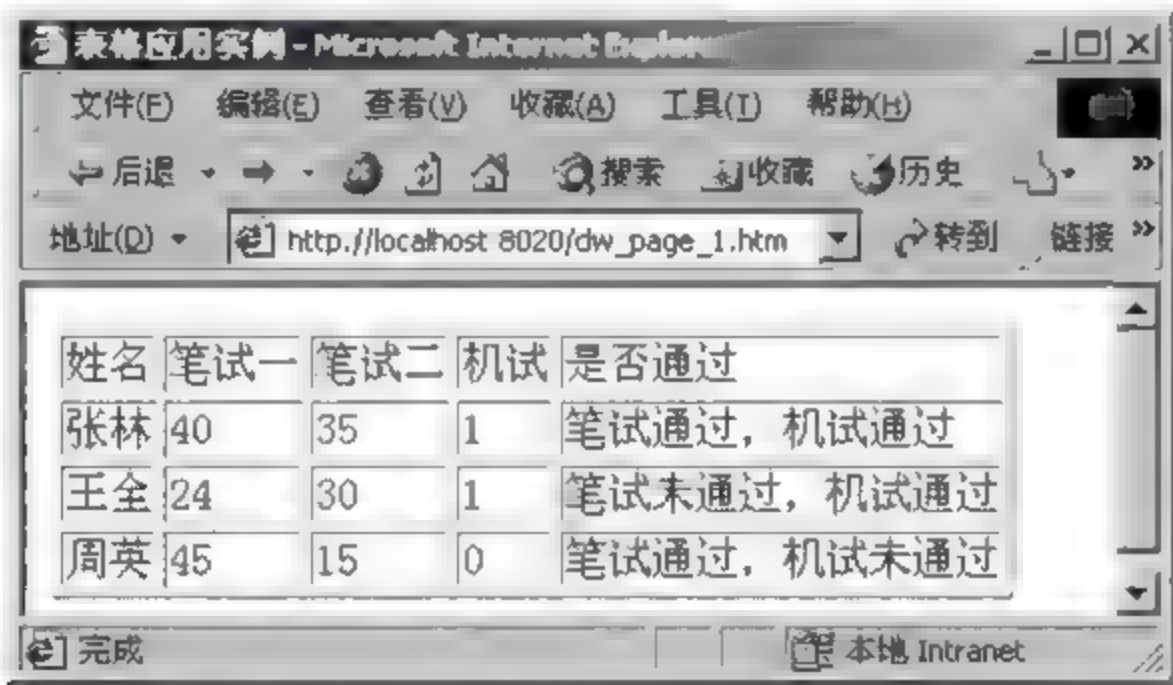 表格应用实例 - Microsoft Internet Explorer
文件(F) 编辑(E) 查看(V) 收藏(A) 工具(T) 帮助(H)
后退 搜索 收藏 历史 »
地址(D) http://localhost 8020/dw_page_1.htm 转到 链接 »
姓名 笔试一 笔试二 机试 是否通过
张林 40 35 1 笔试通过，机试通过
王全 24 30 1 笔试未通过，机试通过
周英 45 15 0 笔试通过，机试未通过
完成 本地 Intranet